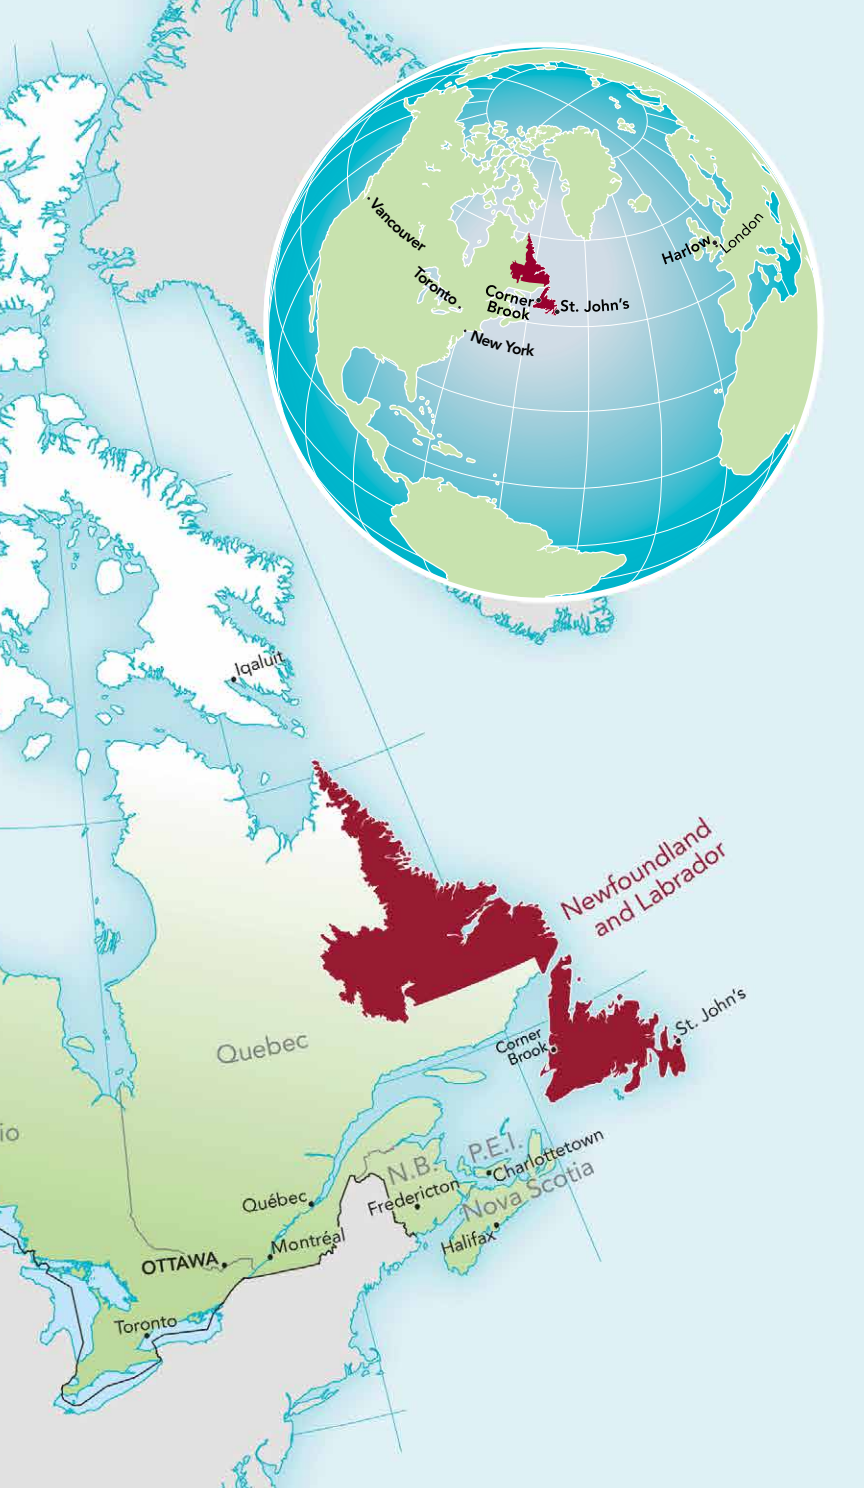 Vancouver
Toronto
Corner
Brook
St. John's
New York
Harlow
London
Iqaluit
Newfoundland
and Labrador
Quebec
Corner
Brook
St. John's
io
P.E.I.
Charlottetown
N.B.
Fredericton
Nova Scotia
Halifax
Québec
Montréal
OTTAWA
Toronto